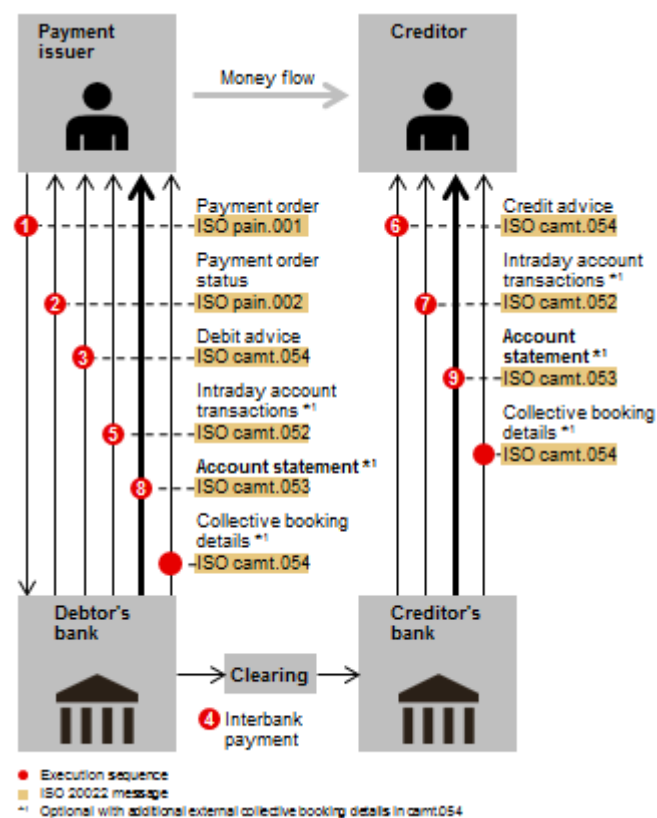 Payment
issuer
Creditor
Money flow
1
Payment order
ISO pain.001
Payment order
status
2
ISO pain.002
Debit advice
3
ISO camt.054
Intraday account
transactions *1
5
ISO camt.052
Account statement *1
8
ISO camt.053
Collective booking
details *1
ISO camt.054
Credit advice
6
ISO camt.054
Intraday account
transactions *1
7
ISO camt.052
Account
statement *1
9
ISO camt.053
Collective booking
details *1
ISO camt.054
Debtor's
bank
Clearing
4 Interbank
payment
Creditor's
bank
Execution sequence
ISO 20022 message
*1 Optional with additional external collective booking details in camt.054